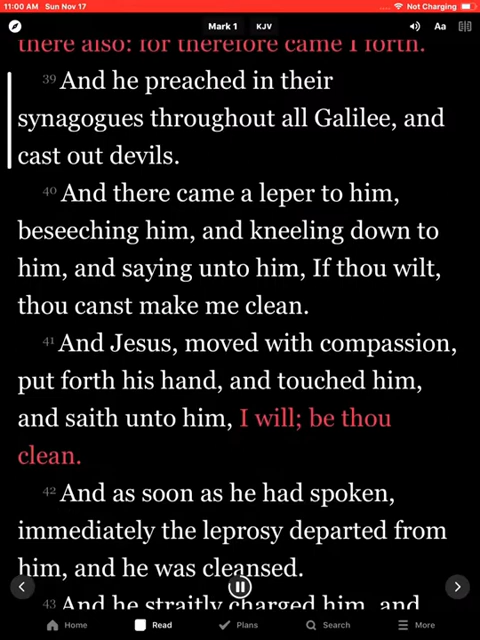 11:00 AM Sun Nov 17
Not Charging
Mark 1 KJV
Aa
there also: for therefore came I forth.
39 And he preached in their
synagogues throughout all Galilee, and
cast out devils.
40 And there came a leper to him,
beseeching him, and kneeling down to
him, and saying unto him, If thou wilt,
thou canst make me clean.
41 And Jesus, moved with compassion,
put forth his hand, and touched him,
and saith unto him, I will; be thou
clean.
42 And as soon as he had spoken,
immediately the leprosy departed from
him, and he was cleansed.
43 And he straitly charged him, and
Home Read Plans Search More